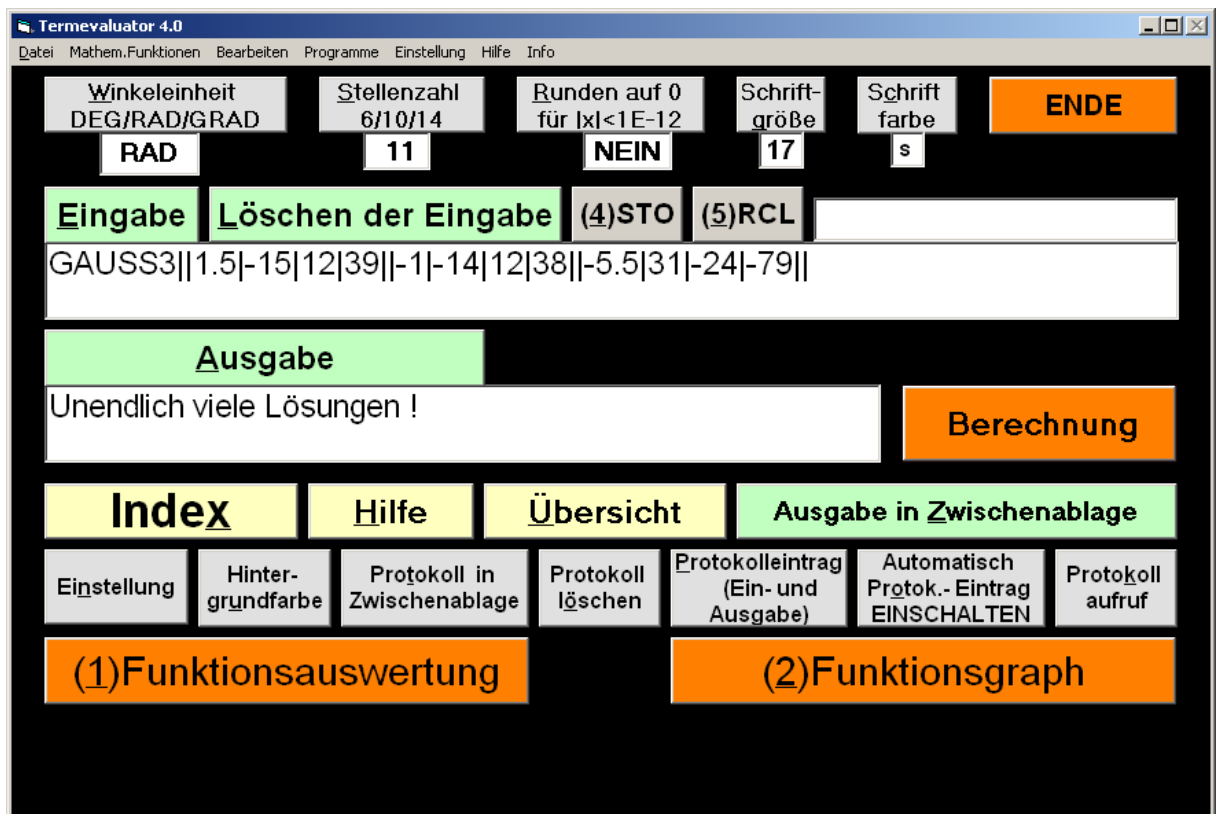 Termevaluator 4.0
Datei Mathem.Funktionen Bearbeiten Programme Einstellung Hilfe Info
Winkeleinheit
DEG/RAD/GRAD
RAD
Stellenzahl
6/10/14
11
Runden auf 0
für |x|<1E-12
NEIN
Schrift-
größe
17
Schrift
farbe
s
ENDE
Eingabe
Löschen der Eingabe
(4)STO
(5)RCL
GAUSS3||1.5|-15|12|39||-1|-14|12|38||-5.5|31|-24|-79||
Ausgabe
Unendlich viele Lösungen !
Berechnung
Index
Hilfe
Übersicht
Ausgabe in Zwischenablage
Einstellung
Hinter-
grundfarbe
Protokoll in
Zwischenablage
Protokoll
löschen
Protokolleintrag
(Ein- und
Ausgabe)
Automatisch
Protok.- Eintrag
EINSCHALTEN
Protokoll
aufruf
(1)Funktionsauswertung
(2)Funktionsgraph